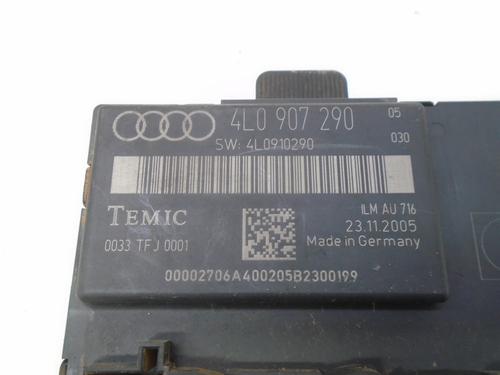 4L0 907 290 05
SW: 4L0910290 030
TEMIC
0033 TFJ 0001
ILM AU 716
23.11.2005
Made in Germany
00002706A400205B2300199